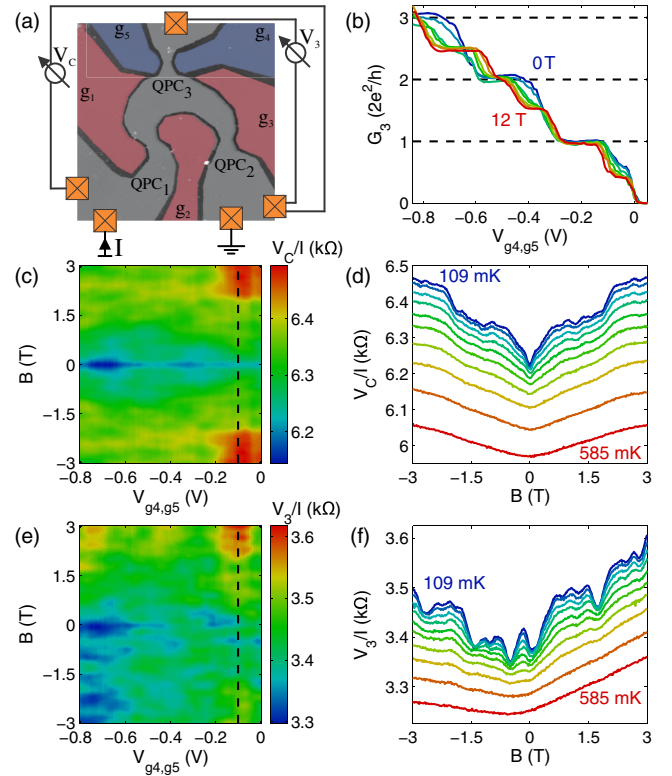 (a)
V_C
g_5
g_4
V_3
g_1
QPC_3
g_3
QPC_1
QPC_2
g_2
I
(b)
G_3 (2e²/h)
3
2
1
0
0 T
12 T
-0.8 -0.6 -0.4 -0.2 0
V_g4,g5 (V)
(c)
V_C/I (kΩ)
B (T)
3
1.5
0
-1.5
-3
-0.8 -0.6 -0.4 -0.2 0
V_g4,g5 (V)
6.4
6.3
6.2
(d)
V_C/I (kΩ)
6.5
6.4
6.3
6.2
6.1
6
109 mK
585 mK
-3 -1.5 0 1.5 3
B (T)
(e)
V_3/I (kΩ)
B (T)
3
1.5
0
-1.5
-3
-0.8 -0.6 -0.4 -0.2 0
V_g4,g5 (V)
3.6
3.5
3.4
3.3
(f)
V_3/I (kΩ)
3.6
3.5
3.4
3.3
109 mK
585 mK
-3 -1.5 0 1.5 3
B (T)